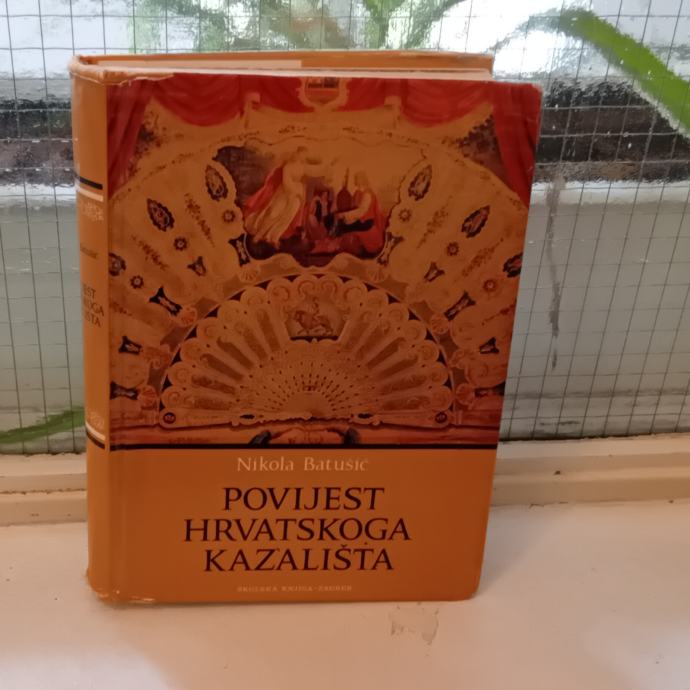 Nikola Batušić
POVIJEST
HRVATSKOGA
KAZALIŠTA
ŠKOLSKA KNJIGA-ZAGREB